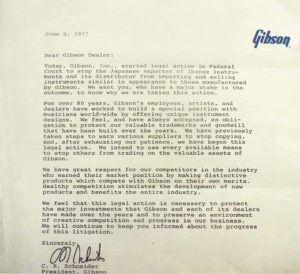 Gibson
June 9, 1977
Dear Gibson Dealer:
Today, Gibson, Inc., started legal action in Federal
Court to stop the Japanese exporter of Ibanez instru-
ments and its distributor from importing and selling
instruments similar in appearance to those manufactured
by Gibson. We want you, who have a major stake in the
outcome, to know why we are taking this action.
For over 80 years, Gibson's employees, artists, and
dealers have worked to build a special position with
musicians world-wide by offering unique instrument
designs. We feel, and have always accepted, an obli-
gation to protect our valuable trademarks and good will
that have been built over the years. We have previously
taken steps to warn various suppliers to stop copying,
and, after exhausting our patience, we have begun this
legal action. We intend to use every available means
to stop others from trading on the valuable assets of
Gibson.
We have great respect for our competitors in the industry
who earned their market position by making distinctive
products which compete with Gibson on their own merits.
Healthy competition stimulates the development of new
products and benefits the entire industry.
We feel that this legal action is necessary to protect
the major investments that Gibson and each of its dealers
have made over the years and to preserve an environment
of creative competition and progress in our business.
We will continue to keep you informed about the progress
of this litigation.
Sincerely
C. R. Schneider
President, Gibson